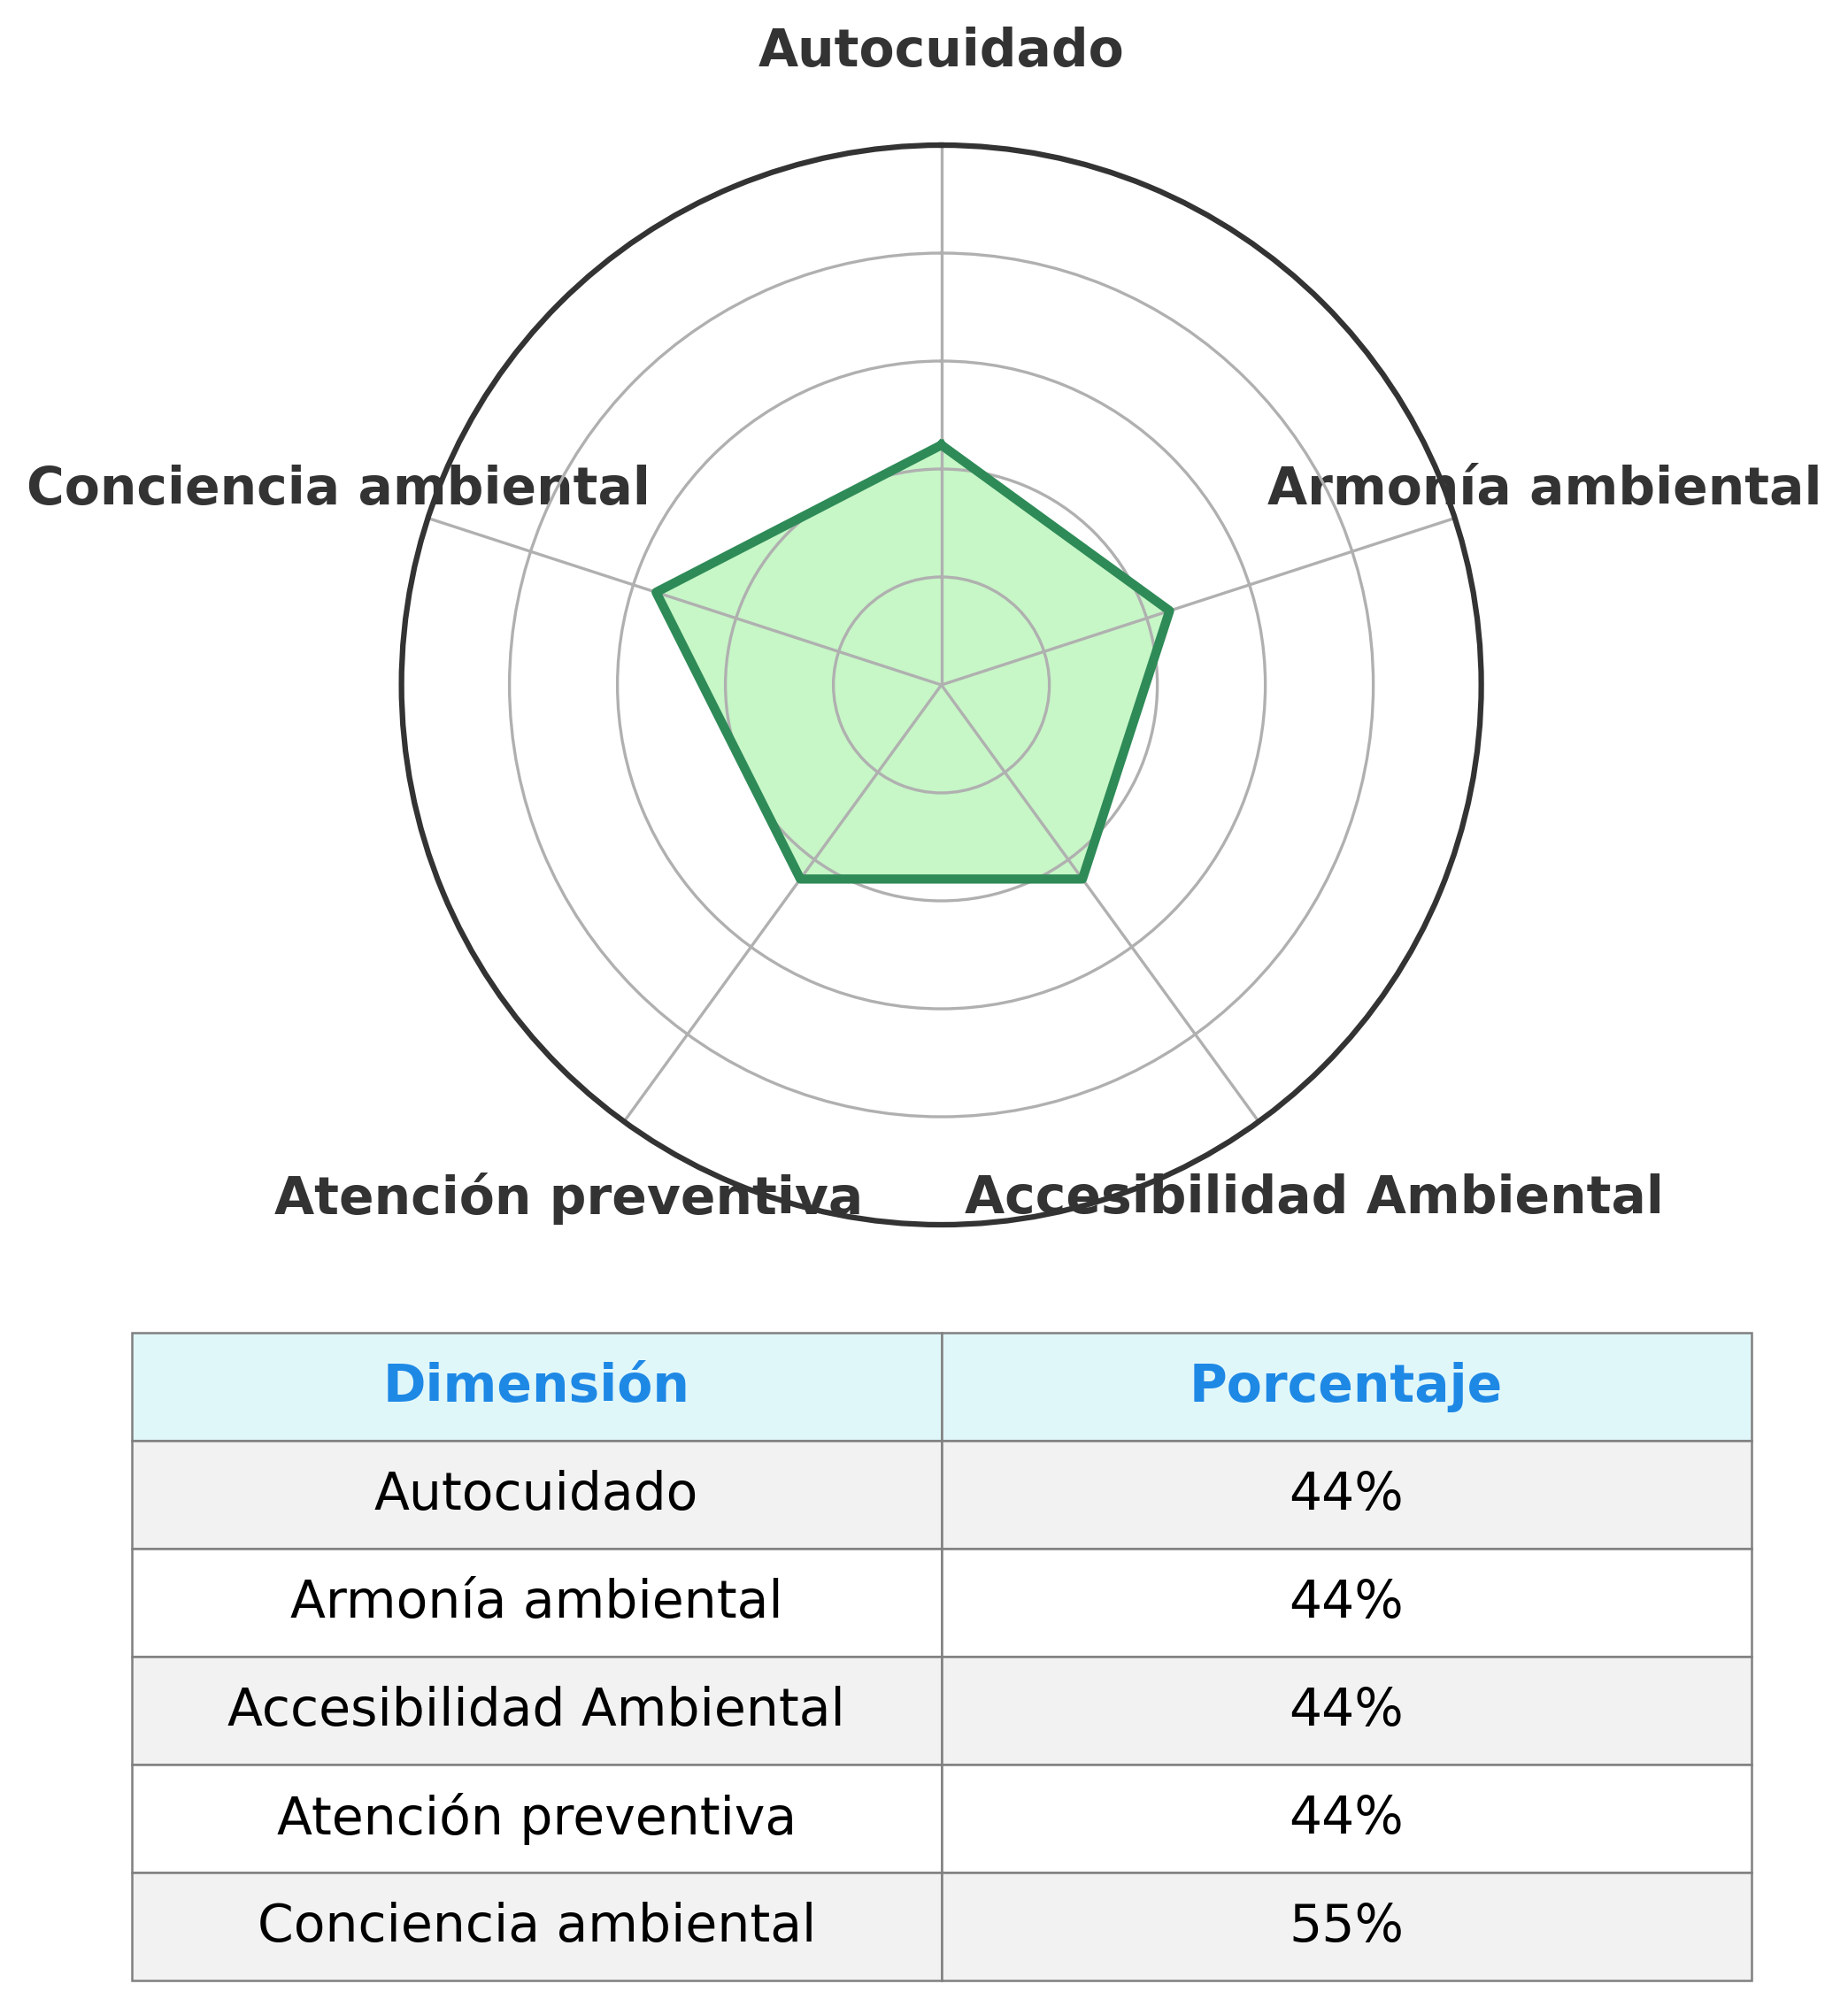 Autocuidado
Conciencia ambiental
Armonía ambiental
Atención preventiva
Accesibilidad Ambiental
Dimensión Porcentaje
Autocuidado 44%
Armonía ambiental 44%
Accesibilidad Ambiental 44%
Atención preventiva 44%
Conciencia ambiental 55%